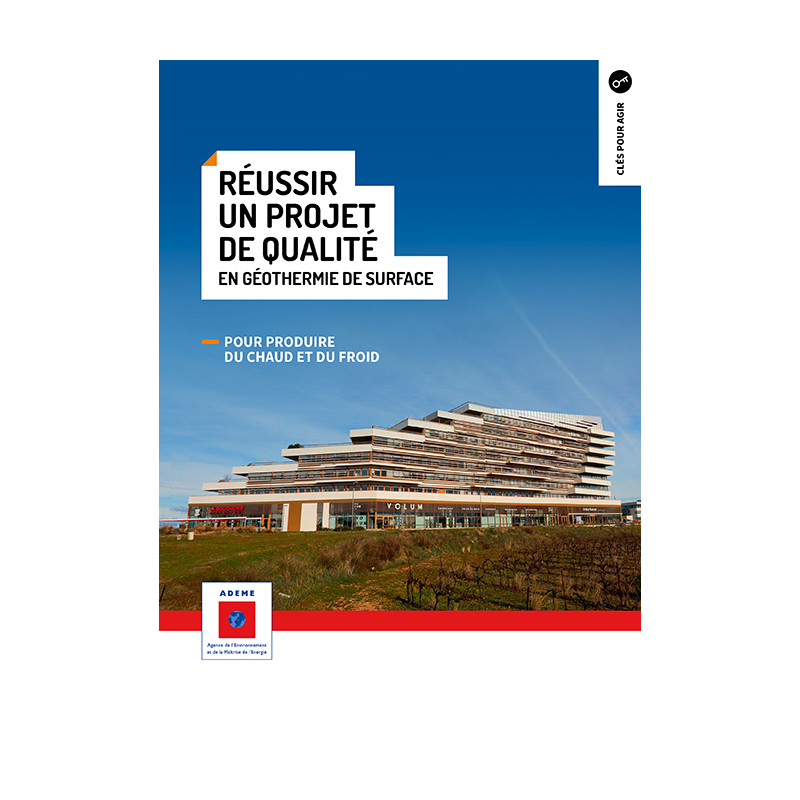 CLÉS POUR AGIR
RÉUSSIR
UN PROJET
DE QUALITÉ
EN GÉOTHERMIE DE SURFACE
POUR PRODUIRE
DU CHAUD ET DU FROID
VOLUM
ADEME
Agence de l'Environnement
et de la Maîtrise de l'Energie